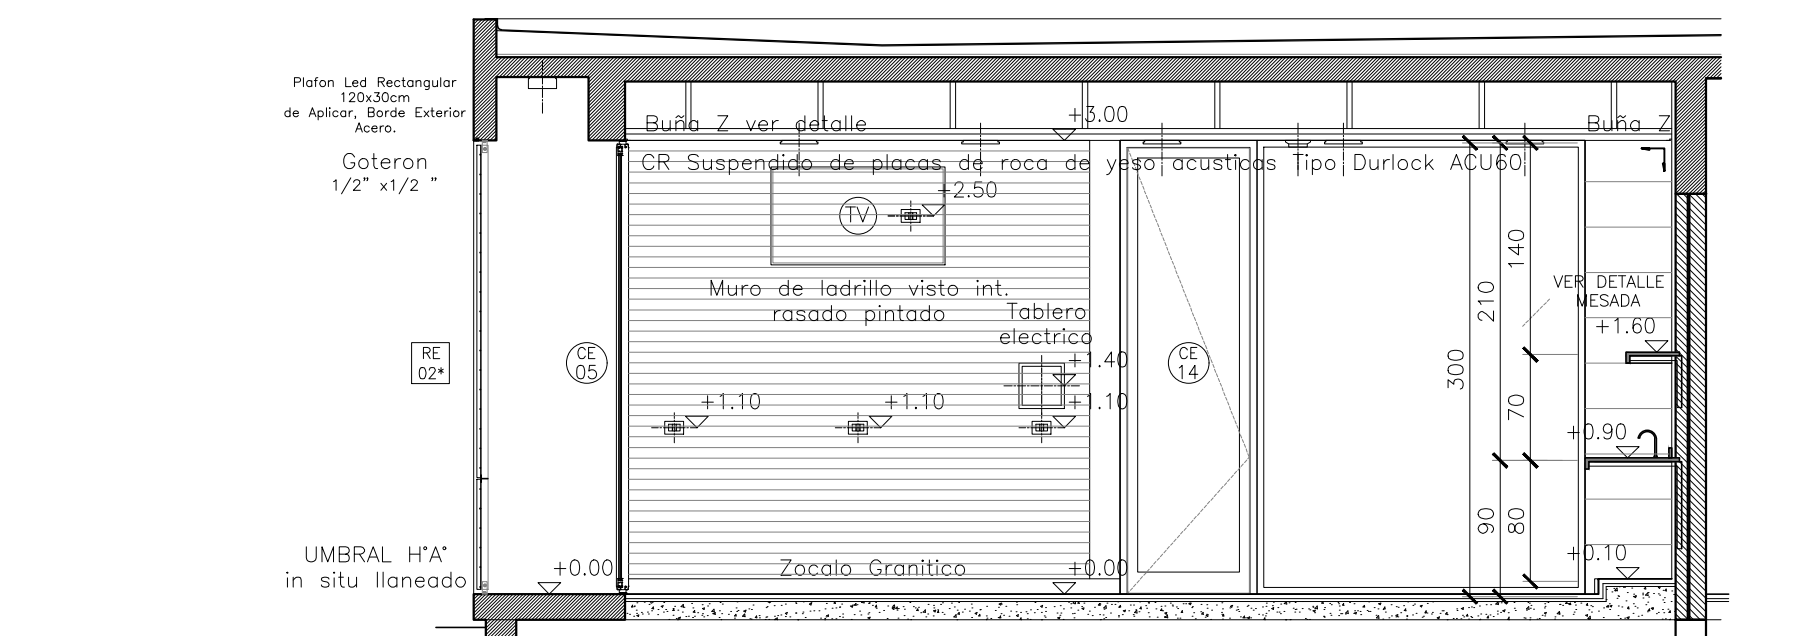 Plafon Led Rectangular
120x30cm
de Aplicar, Borde Exterior
Acero.
Goteron
1/2" x1/2 "
Buña Z ver detalle
+3.00
Buña Z
CR Suspendido de placas de roca de yeso acusticas Tipo Durlock ACU60
+2.50
TV
Muro de ladrillo visto int.
rasado pintado
Tablero
electrico
140
210
VER DETALLE
MESADA
+1.60
RE
02*
CE
05
+1.40
CE
14
300
+1.10
+1.10
+1.10
70
+0.90
90
80
UMBRAL H°A°
in situ llaneado
+0.00
Zocalo Granitico
+0.00
+0.10